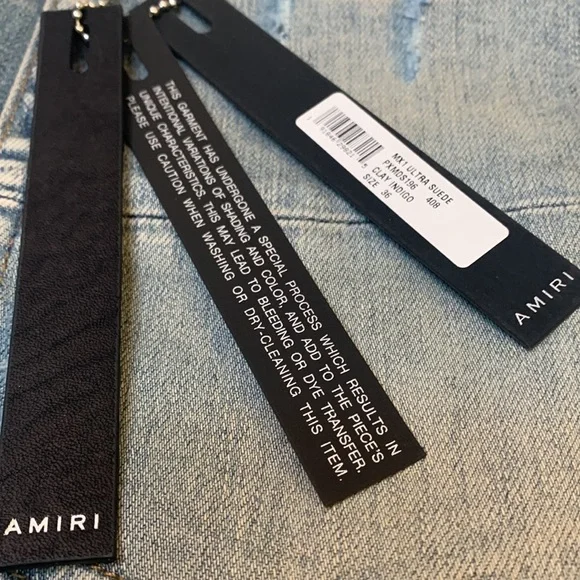 AMIRI
THIS GARMENT HAS UNDERGONE A SPECIAL PROCESS WHICH RESULTS IN
INTENTIONAL VARIATIONS OF SHADING AND COLOR, AND ADD TO THE PIECE'S
UNIQUE CHARACTERISTICS. THIS MAY LEAD TO BLEEDING OR DYE TRANSFER.
PLEASE USE CAUTION WHEN WASHING OR DRY-CLEANING THIS ITEM.
MX1 ULTRA SUEDE
PXMDS196 408
CLAY INDIGO
SIZE 36
AMIRI